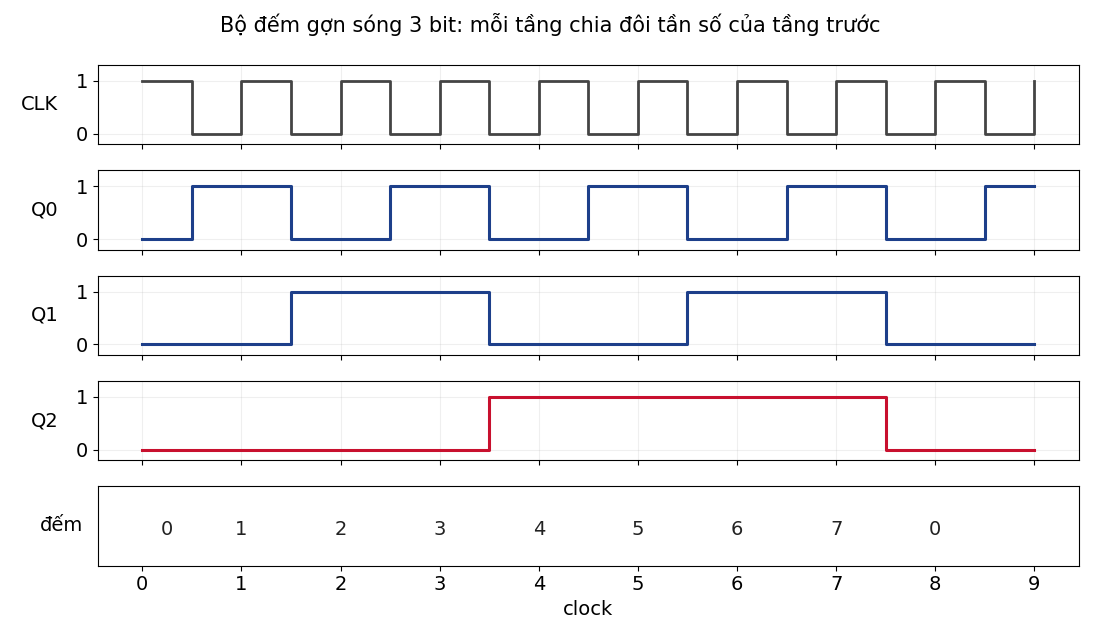 Bộ đếm gợn sóng 3 bit: mỗi tầng chia đôi tần số của tầng trước
1
CLK
0
1
Q0
0
1
Q1
0
1
Q2
0
đếm 0 1 2 3 4 5 6 7 0
0 1 2 3 4 5 6 7 8 9
clock